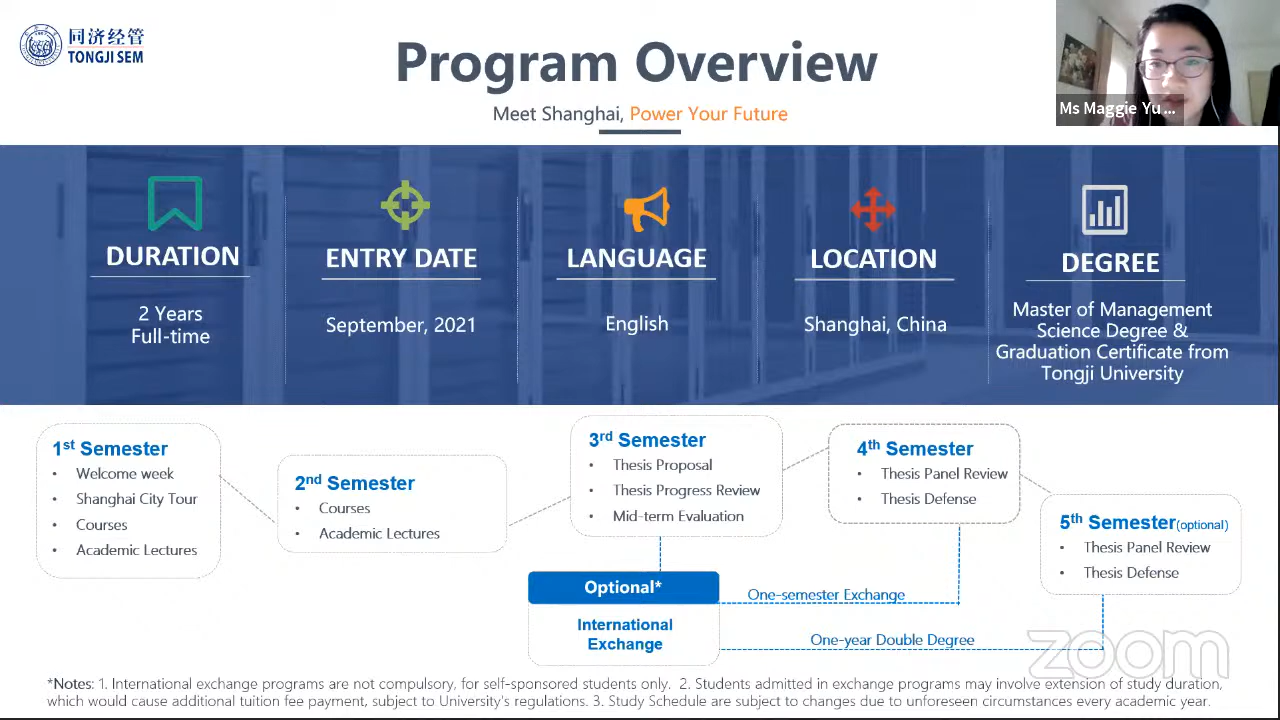 同济经管
TONGJI SEM
Program Overview
Meet Shanghai, Power Your Future
Ms Maggie Yu ...
DURATION
2 Years
Full-time
ENTRY DATE
September, 2021
LANGUAGE
English
LOCATION
Shanghai, China
DEGREE
Master of Management
Science Degree &
Graduation Certificate from
Tongji University
1st Semester
• Welcome week
• Shanghai City Tour
• Courses
• Academic Lectures
2nd Semester
• Courses
• Academic Lectures
3rd Semester
• Thesis Proposal
• Thesis Progress Review
• Mid-term Evaluation
4th Semester
• Thesis Panel Review
• Thesis Defense
5th Semester(optional)
• Thesis Panel Review
• Thesis Defense
Optional*
International
Exchange
One-semester Exchange
One-year Double Degree
zoom
*Notes: 1. International exchange programs are not compulsory, for self-sponsored students only. 2. Students admitted in exchange programs may involve extension of study duration,
which would cause additional tuition fee payment, subject to University's regulations. 3. Study Schedule are subject to changes due to unforeseen circumstances every academic year.